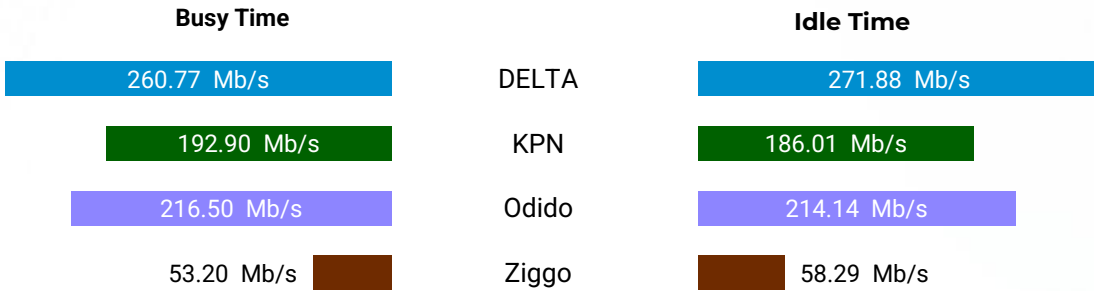 Busy Time Idle Time
260.77 Mb/s DELTA 271.88 Mb/s
192.90 Mb/s KPN 186.01 Mb/s
216.50 Mb/s Odido 214.14 Mb/s
53.20 Mb/s Ziggo 58.29 Mb/s